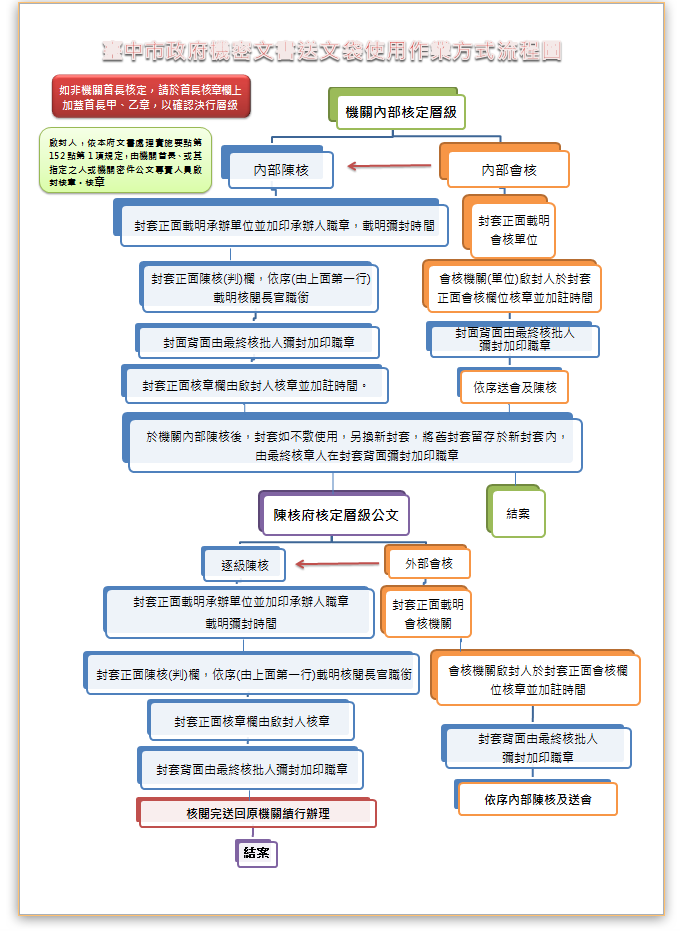 臺中市政府機密文書送文袋使用作業方式流程圖
如非機關首長核定，請於首長核章欄上
加蓋首長甲、乙章，以確認決行層級
機關內部核定層級
啟封人，依本府文書處理實施要點第
152點第1項規定，由機關首長、或其
指定之人或機關密件公文專責人員啟
封核章。核章
內部陳核
內部會核
封套正面載明承辦單位並加印承辦人職章，載明彌封時間
封套正面載明
會核單位
封套正面陳核(判)欄，依序(由上面第一行)
載明核閱長官職銜
會核機關(單位)啟封人於封套
正面會核欄位核章並加註時間
封面背面由最終核批人彌封加印職章
封面背面由最終核批人
彌封加印職章
封套正面核章欄由啟封人核章並加註時間。
依序送會及陳核
於機關內部陳核後，封套如不敷使用，另換新封套，將舊封套留存於新封套內，
由最終核章人在封套背面彌封加印職章
陳核府核定層級公文
結案
逐級陳核
外部會核
封套正面載明承辦單位並加印承辦人職章
載明彌封時間
封套正面載明
會核機關
封套正面陳核(判)欄，依序(由上面第一行)載明核閱長官職銜
會核機關啟封人於封套正面會核欄
位核章並加註時間
封套正面核章欄由啟封人核章
封套背面由最終核批人
彌封加印職章
封套背面由最終核批人彌封加印職章
依序內部陳核及送會
核閱完送回原機關續行辦理
結案